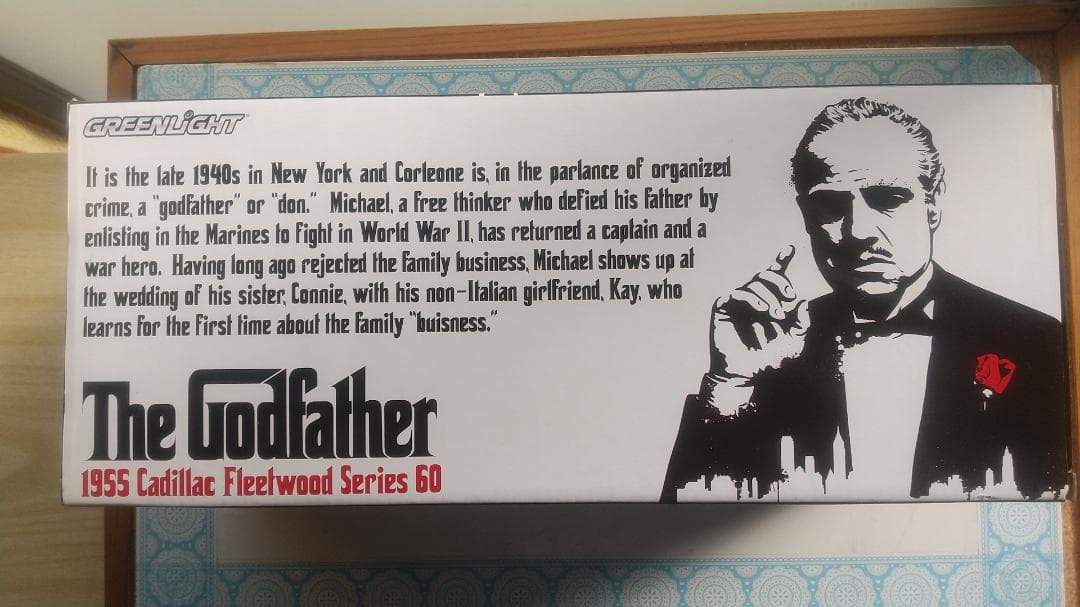 GREENLiGHT
It is the late 1940s in New York and Corleone is, in the parlance of organized
crime, a "godfather" or "don." Michael, a free thinker who defied his father by
enlisting in the Marines to fight in World War II, has returned a captain and a
war hero. Having long ago rejected the family business, Michael shows up at
the wedding of his sister, Connie, with his non-Italian girlfriend, Kay, who
learns for the first time about the family "buisness."
The Godfather
1955 Cadillac Fleetwood Series 60